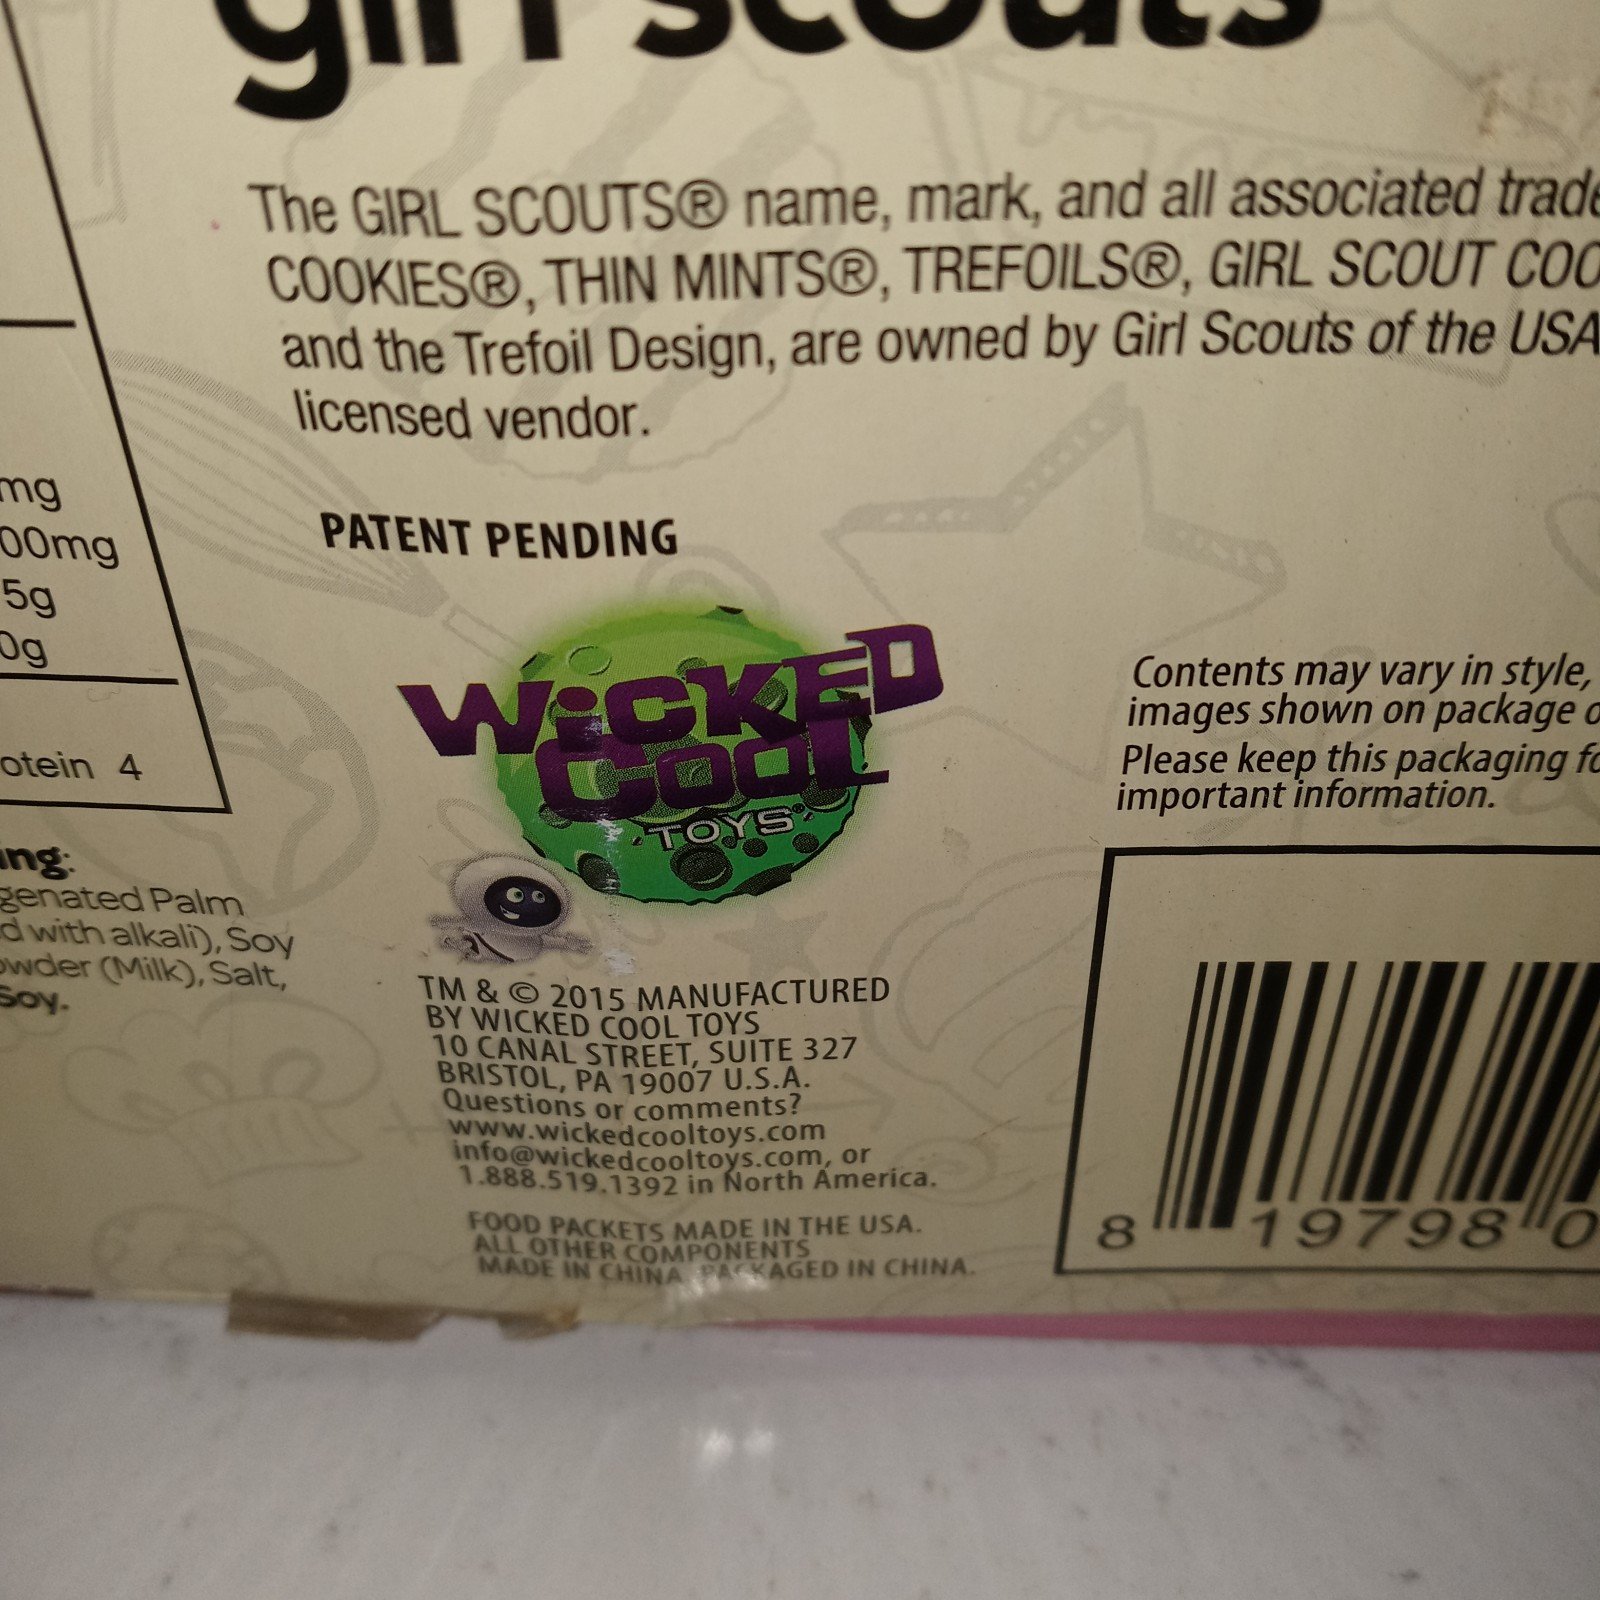 girl scouts
The GIRL SCOUTS® name, mark, and all associated trade
COOKIES®, THIN MINTS®, TREFOILS®, GIRL SCOUT COO
and the Trefoil Design, are owned by Girl Scouts of the USA
licensed vendor.
mg
00mg
5g
0g
otein 4
ing:
genated Palm
d with alkali), Soy
owder (Milk), Salt,
Soy.
PATENT PENDING
WiCKED
COOL
TOYS
TM & © 2015 MANUFACTURED
BY WICKED COOL TOYS
10 CANAL STREET, SUITE 327
BRISTOL, PA 19007 U.S.A.
Questions or comments?
www.wickedcooltoys.com
info@wickedcooltoys.com, or
1.888.519.1392 in North America.
FOOD PACKETS MADE IN THE USA.
ALL OTHER COMPONENTS
MADE IN CHINA. PACKAGED IN CHINA.
Contents may vary in style,
images shown on package o
Please keep this packaging fo
important information.
8 19798 0